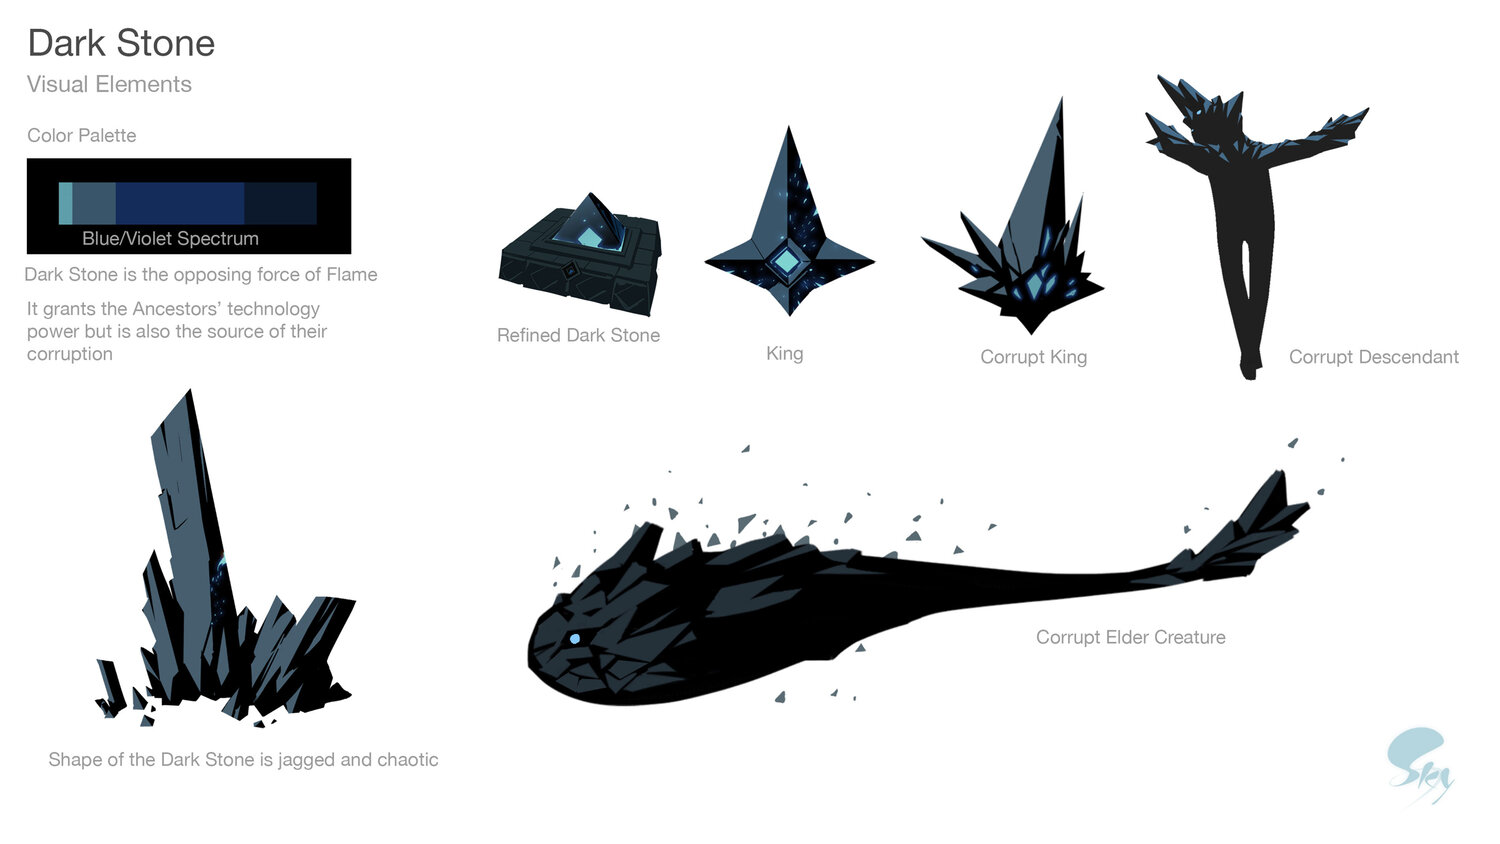 Dark Stone
Visual Elements
Color Palette
Blue/Violet Spectrum
Dark Stone is the opposing force of Flame
It grants the Ancestors' technology
power but is also the source of their
corruption
Refined Dark Stone
King
Corrupt King
Corrupt Descendant
Corrupt Elder Creature
Shape of the Dark Stone is jagged and chaotic
Sky